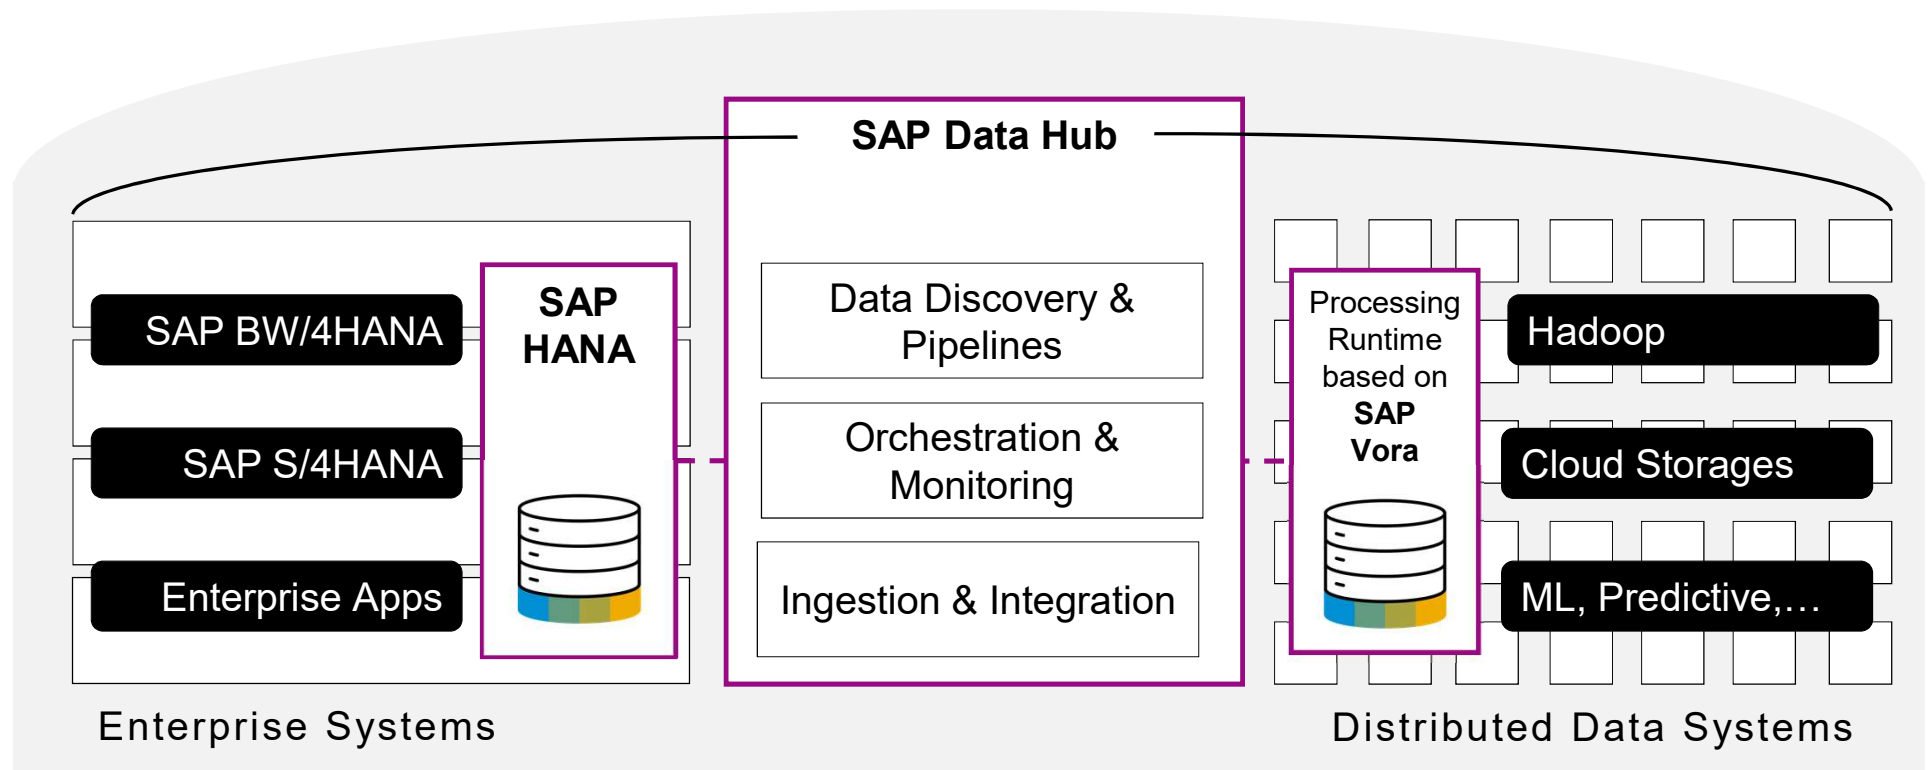 SAP Data Hub
SAP BW/4HANA
SAP S/4HANA
Enterprise Apps
SAP
HANA
Data Discovery &
Pipelines
Orchestration &
Monitoring
Ingestion & Integration
Processing
Runtime
based on
SAP
Vora
Hadoop
Cloud Storages
ML, Predictive,…
Enterprise Systems
Distributed Data Systems